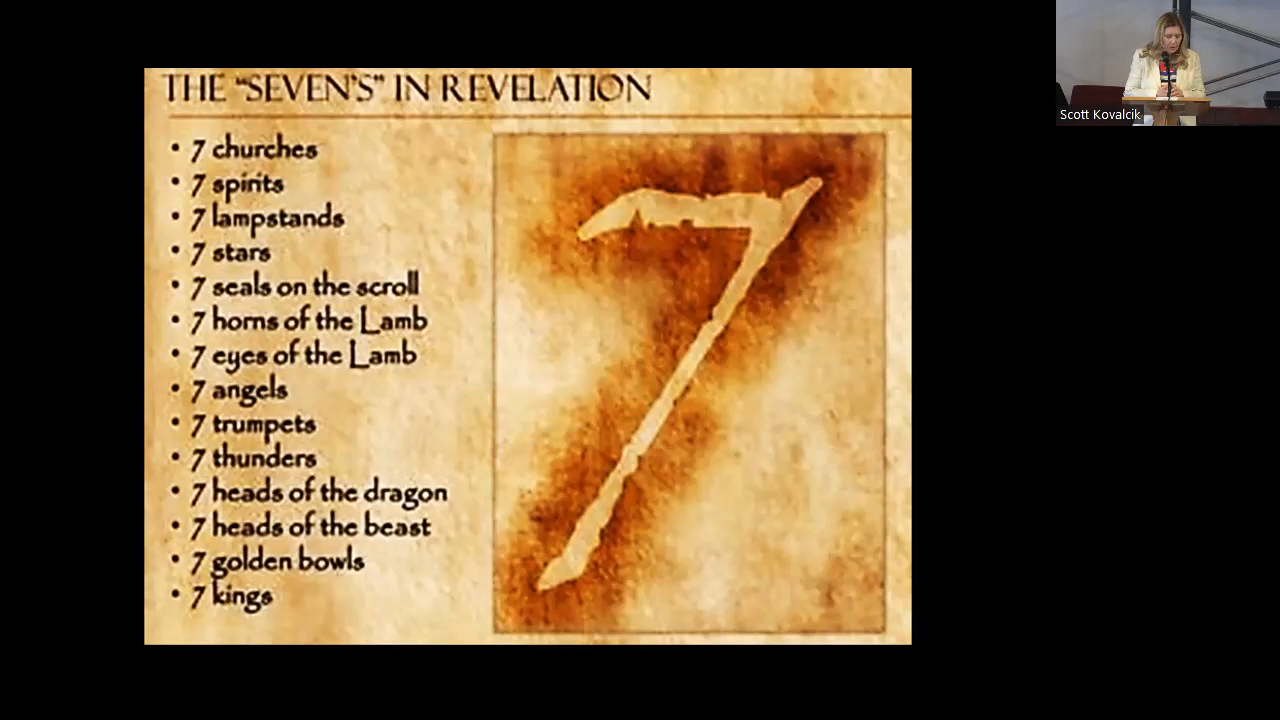 THE “SEVEN'S” IN REVELATION
• 7 churches
• 7 spirits
• 7 lampstands
• 7 stars
• 7 seals on the scroll
• 7 horns of the Lamb
• 7 eyes of the Lamb
• 7 angels
• 7 trumpets
• 7 thunders
• 7 heads of the dragon
• 7 heads of the beast
• 7 golden bowls
• 7 kings
7
Scott Kovalcik